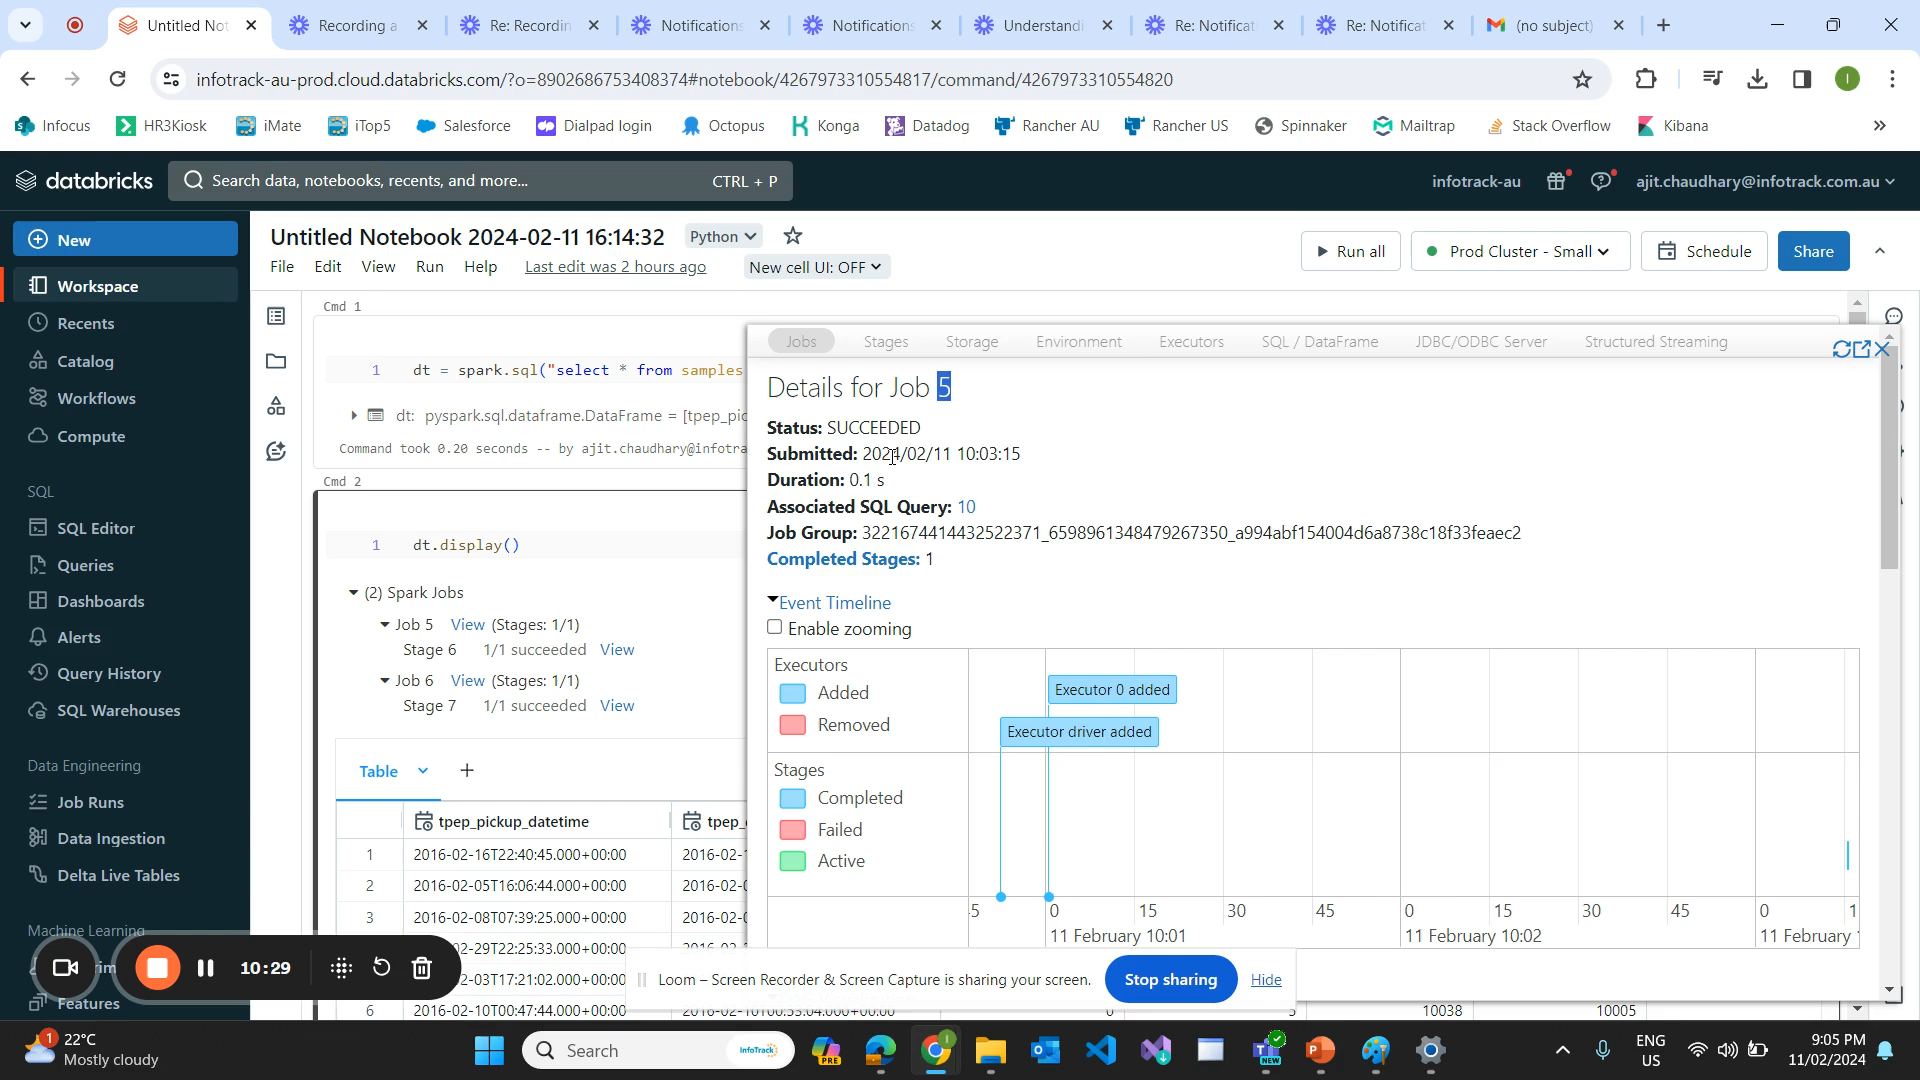 Untitled Not
Recording a
Re: Recordin
Notifications
Notifications
Understandi
Re: Notificat
Re: Notificat
(no subject)
infotrack-au-prod.cloud.databricks.com/?o=8902686753408374#notebook/4267973310554817/command/4267973310554820
I
Infocus
HR3Kiosk
iMate
iTop5
Salesforce
Dialpad login
Octopus
Konga
Datadog
Rancher AU
Rancher US
Spinnaker
Mailtrap
Stack Overflow
Kibana
databricks
Search data, notebooks, recents, and more...
CTRL + P
infotrack-au
ajit.chaudhary@infotrack.com.au
New
Workspace
Recents
Catalog
Workflows
Compute
SQL
SQL Editor
Queries
Dashboards
Alerts
Query History
SQL Warehouses
Data Engineering
Job Runs
Data Ingestion
Delta Live Tables
Machine Learning
Features
Untitled Notebook 2024-02-11 16:14:32
Python
File
Edit
View
Run
Help
Last edit was 2 hours ago
New cell UI: OFF
Run all
Prod Cluster - Small
Schedule
Share
Cmd 1
1 dt = spark.sql("select * from samples
dt: pyspark.sql.dataframe.DataFrame = [tpep_pic
Command took 0.20 seconds -- by ajit.chaudhary@infotra
Cmd 2
1 dt.display()
(2) Spark Jobs
Job 5 View (Stages: 1/1)
Stage 6 1/1 succeeded View
Job 6 View (Stages: 1/1)
Stage 7 1/1 succeeded View
Table
+
tpep_pickup_datetime
tpep_
1 2016-02-16T22:40:45.000+00:00 2016-02-1
2 2016-02-05T16:06:44.000+00:00 2016-02-0
3 2016-02-08T07:39:25.000+00:00 2016-02-0
02-29T22:25:33.000+00:00
02-03T17:21:02.000+00:00
6 2016-02-10T00:47:44.000+00:00
10038
10005
Jobs
Stages
Storage
Environment
Executors
SQL / DataFrame
JDBC/ODBC Server
Structured Streaming
Details for Job 5
Status: SUCCEEDED
Submitted: 2024/02/11 10:03:15
Duration: 0.1 s
Associated SQL Query: 10
Job Group: 3221674414432522371_6598961348479267350_a994abf154004d6a8738c18f33feaec2
Completed Stages: 1
Event Timeline
Enable zooming
Executors
Added
Removed
Executor 0 added
Executor driver added
Stages
Completed
Failed
Active
5 0 15 30 45 0 15 30 45 0 1
11 February 10:01
11 February 10:02
11 February
10:29
Loom – Screen Recorder & Screen Capture is sharing your screen.
Stop sharing
Hide
1
22°C
Mostly cloudy
Search
InfoTrack
PRE
NEW
ENG
US
9:05 PM
11/02/2024